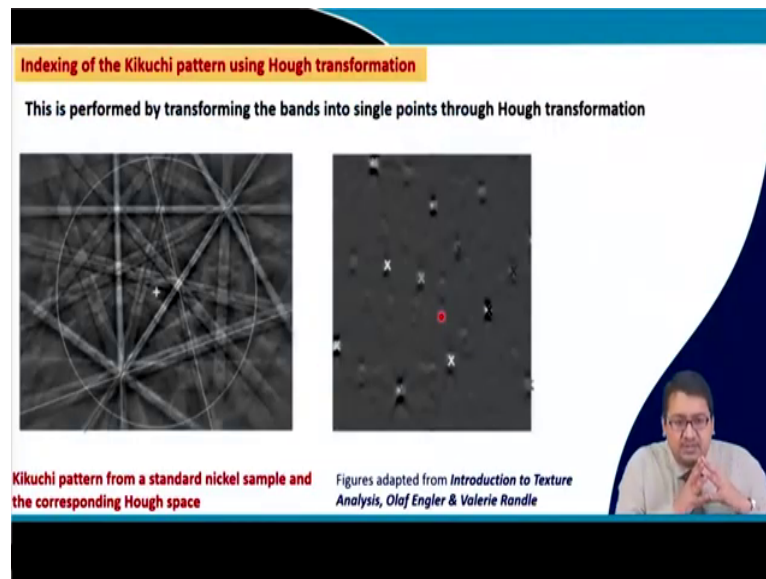 Indexing of the Kikuchi pattern using Hough transformation
This is performed by transforming the bands into single points through Hough transformation
Kikuchi pattern from a standard nickel sample and
the corresponding Hough space
Figures adapted from Introduction to Texture
Analysis, Olaf Engler & Valerie Randle